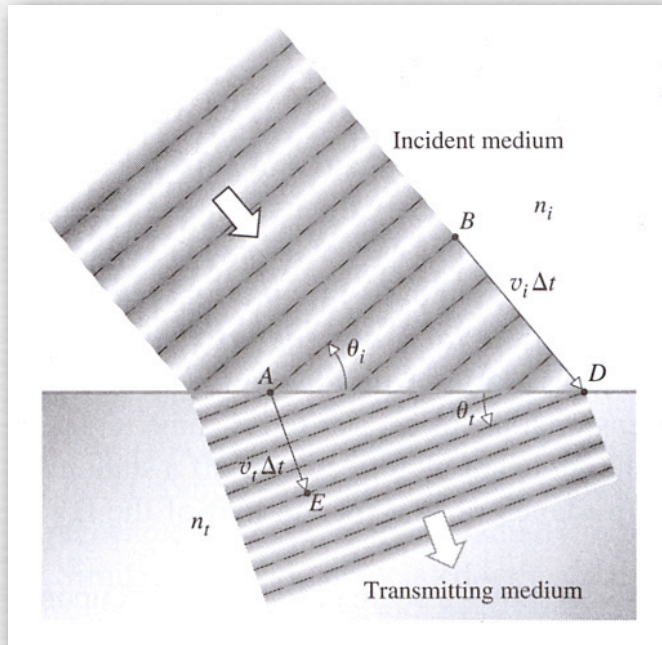 Incident medium
n_i
B
v_i Δt
θ_i
A
D
θ_t
v_t Δt
E
n_t
Transmitting medium